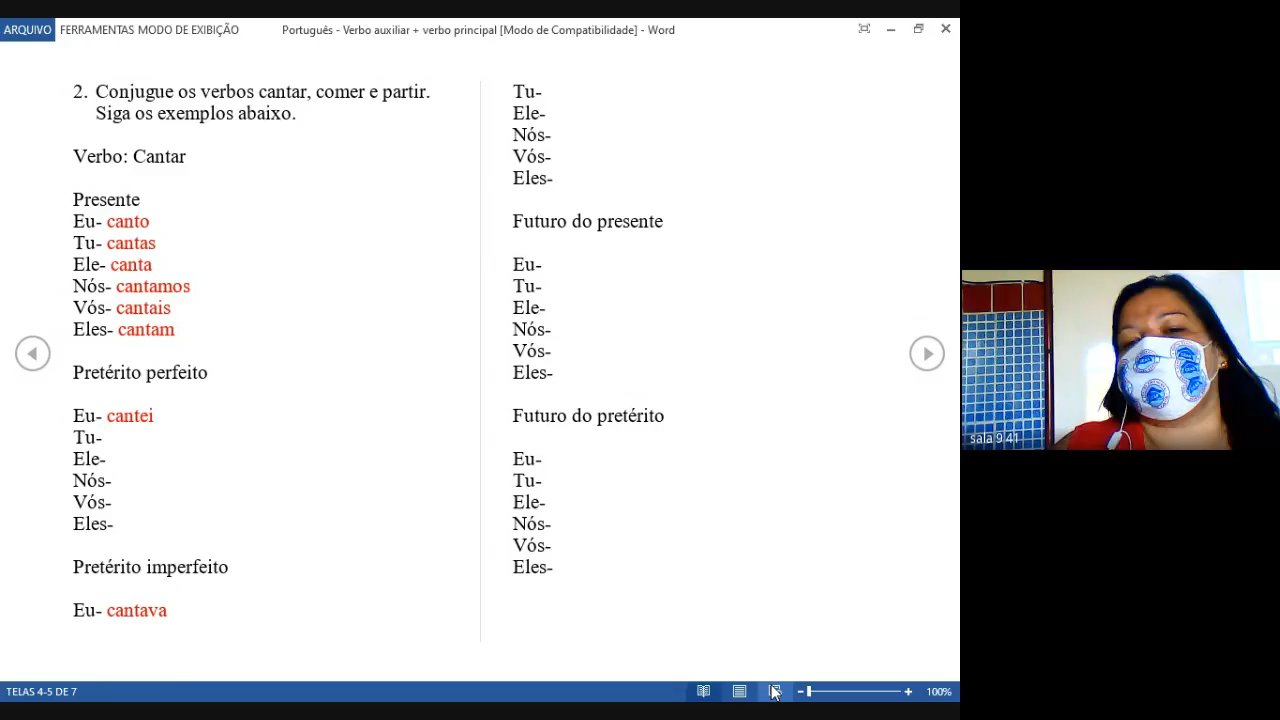 ARQUIVO FERRAMENTAS MODO DE EXIBIÇÃO Português - Verbo auxiliar + verbo principal [Modo de Compatibilidade] - Word
2. Conjugue os verbos cantar, comer e partir.
Siga os exemplos abaixo.
Verbo: Cantar
Presente
Eu- canto
Tu- cantas
Ele- canta
Nós- cantamos
Vós- cantais
Eles- cantam
Pretérito perfeito
Eu- cantei
Tu-
Ele-
Nós-
Vós-
Eles-
Pretérito imperfeito
Eu- cantava
Tu-
Ele-
Nós-
Vós-
Eles-
Futuro do presente
Eu-
Tu-
Ele-
Nós-
Vós-
Eles-
Futuro do pretérito
Eu-
Tu-
Ele-
Nós-
Vós-
Eles-
sala 9 41
TELAS 4-5 DE 7
100%